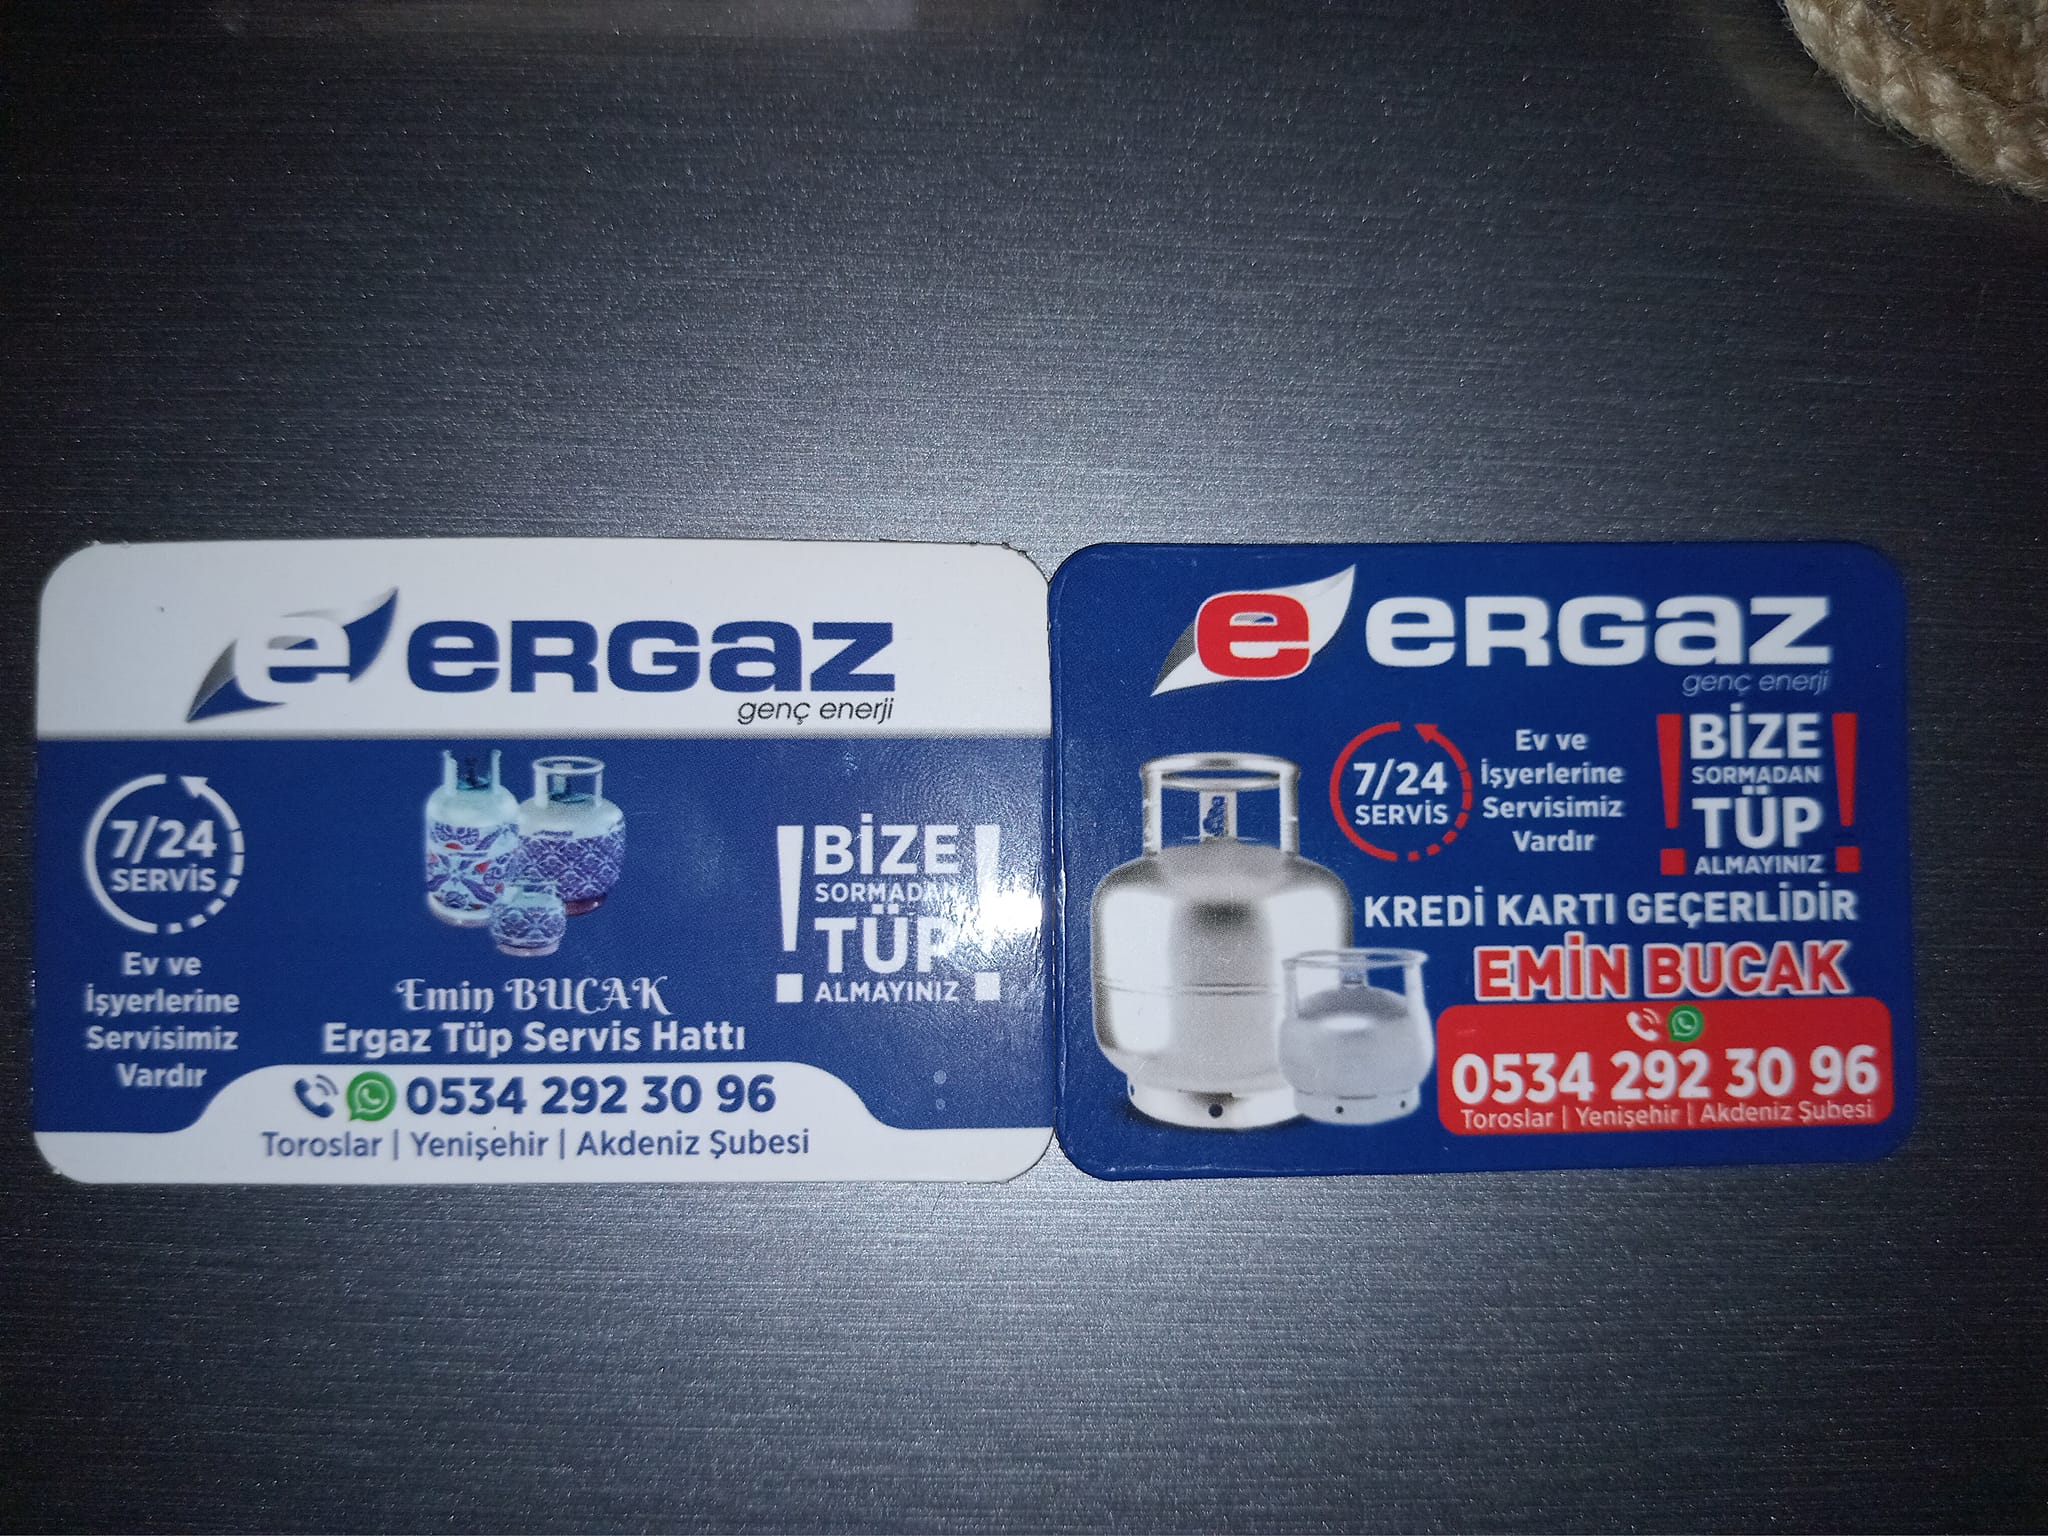 e eRGaz
genç enerji
7/24
SERVİS
Ev ve
İşyerlerine
Servisimiz
Vardır
BİZE
SORMADAN
TÜP
ALMAYINIZ
Emin BUCAK
Ergaz Tüp Servis Hattı
0534 292 30 96
Toroslar | Yenişehir | Akdeniz Şubesi
e eRGaz
genç enerji
7/24
SERVİS
Ev ve
İşyerlerine
Servisimiz
Vardır
! BİZE !
SORMADAN
TÜP
ALMAYINIZ
KREDİ KARTI GEÇERLİDİR
EMİN BUCAK
0534 292 30 96
Toroslar | Yenişehir | Akdeniz Şubesi